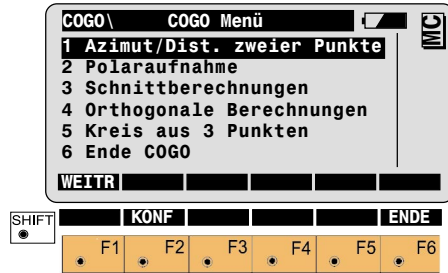 COGO\ COGO Menü MC
1 Azimut/Dist. zweier Punkte
2 Polaraufnahme
3 Schnittberechnungen
4 Orthogonale Berechnungen
5 Kreis aus 3 Punkten
6 Ende COGO
WEITR
SHIFT KONF ENDE
F1 F2 F3 F4 F5 F6